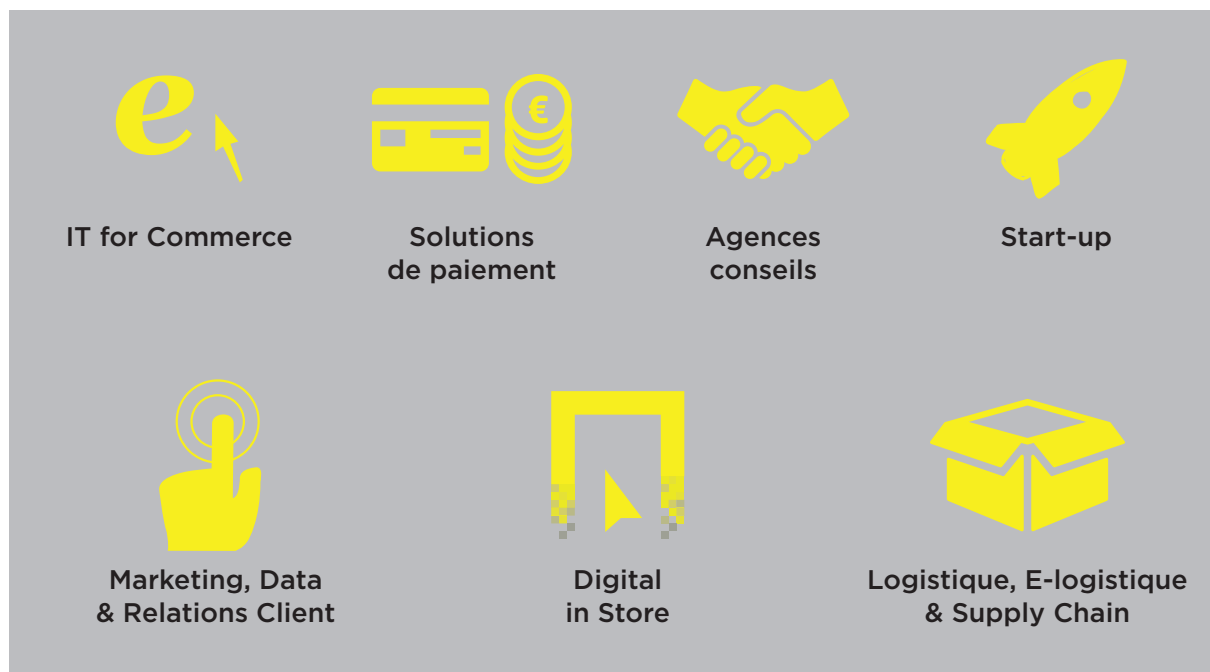 e
€
IT for Commerce
Solutions
de paiement
Agences
conseils
Start-up
Marketing, Data
& Relations Client
Digital
in Store
Logistique, E-logistique
& Supply Chain